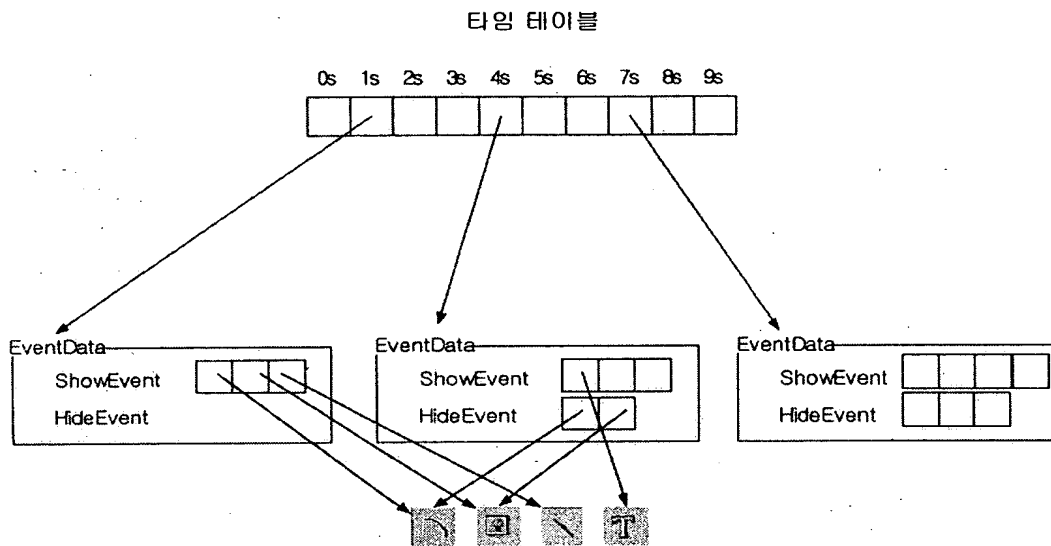 타임 테이블
0s 1s 2s 3s 4s 5s 6s 7s 8s 9s
EventData
ShowEvent
HideEvent
EventData
ShowEvent
HideEvent
EventData
ShowEvent
HideEvent
T